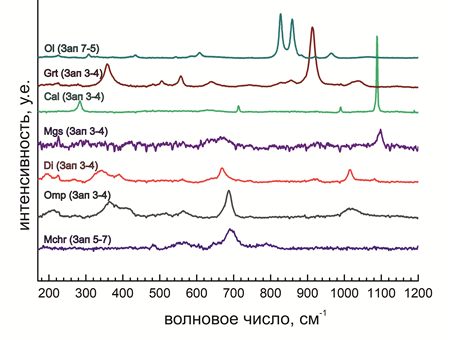 Ol (Зап 7-5)
Grt (Зап 3-4)
Cal (Зап 3-4)
Mgs (Зап 3-4)
Di (Зап 3-4)
Omp (Зап 3-4)
Mchr (Зап 5-7)
интенсивность, у.е.
200 300 400 500 600 700 800 900 1000 1100 1200
волновое число, см⁻¹